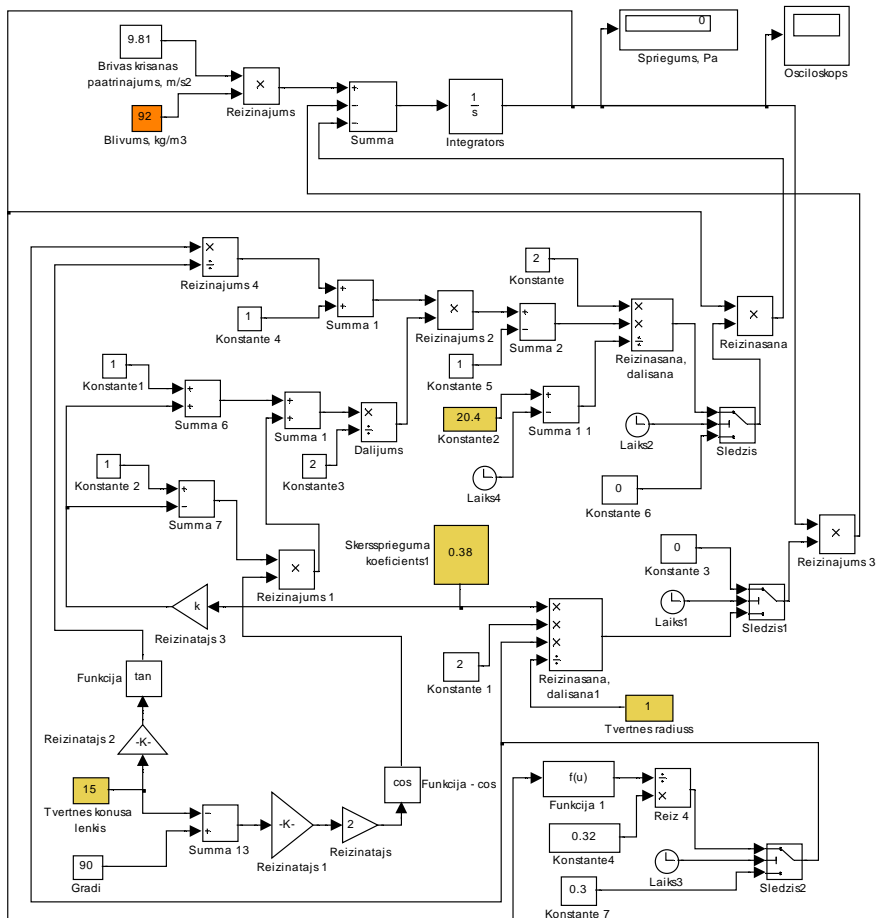 0
Spriegums, Pa
Osciloskops
9.81
Brivas krisanas
paatrinajums, m/s2
92
Blivums, kg/m3
×
Reizinajums
+
−
−
Summa
1
s
Integrators
×
÷
Reizinajums 4
1
Konstante 4
+
+
Summa 1
×
Reizinajums 2
2
Konstante
1
Konstante 5
+
−
Summa 2
×
×
÷
Reizinasana,
dalisana
×
Reizinasana
1
Konstante1
+
+
Summa 6
+
+
Summa 1
×
÷
Dalijums
2
Konstante3
20.4
Konstante2
+
−
Summa 1 1
Laiks4
Laiks2
Sledzis
0
Konstante 6
1
Konstante 2
+
−
Summa 7
×
Reizinajums 1
Skerssprieguma
koeficients1
0.38
0
Konstante 3
×
Reizinajums 3
Laiks1
Sledzis1
k
Reizinatajs 3
2
Konstante 1
×
×
×
÷
Reizinasana,
dalisana1
1
Tvertnes radiuss
Funkcija
tan
Reizinatajs 2
-K-
15
Tvertnes konusa
lenkis
90
Gradi
−
+
Summa 13
-K-
Reizinatajs 1
2
Reizinatajs
cos
Funkcija - cos
f(u)
Funkcija 1
÷
×
Reiz 4
0.32
Konstante4
Laiks3
Sledzis2
0.3
Konstante 7